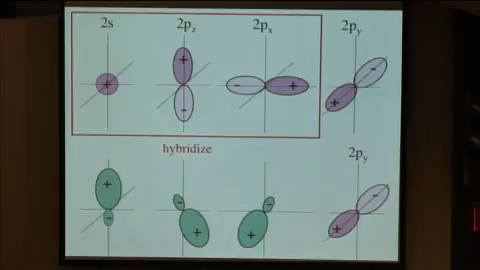 2s 2pz 2px 2py
+ + - + -
- +
hybridize
2py
+ - - -
- + + +